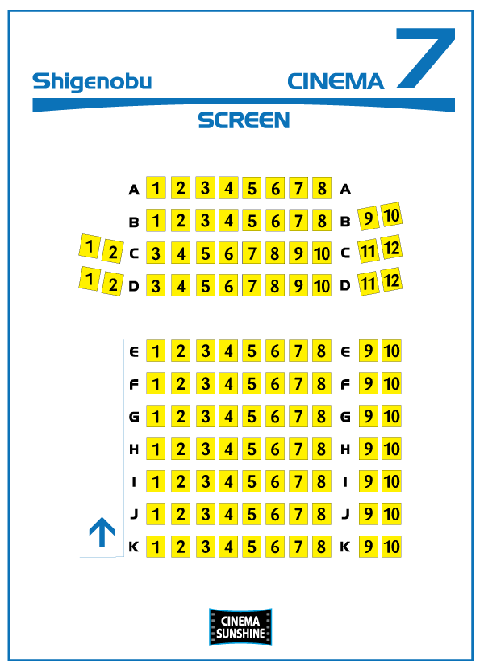 Shigenobu CINEMA 7
SCREEN
A 1 2 3 4 5 6 7 8 A
B 1 2 3 4 5 6 7 8 B 9 10
1 2 C 3 4 5 6 7 8 9 10 C 11 12
1 2 D 3 4 5 6 7 8 9 10 D 11 12
E 1 2 3 4 5 6 7 8 E 9 10
F 1 2 3 4 5 6 7 8 F 9 10
G 1 2 3 4 5 6 7 8 G 9 10
H 1 2 3 4 5 6 7 8 H 9 10
I 1 2 3 4 5 6 7 8 I 9 10
J 1 2 3 4 5 6 7 8 J 9 10
K 1 2 3 4 5 6 7 8 K 9 10
CINEMA
SUNSHINE